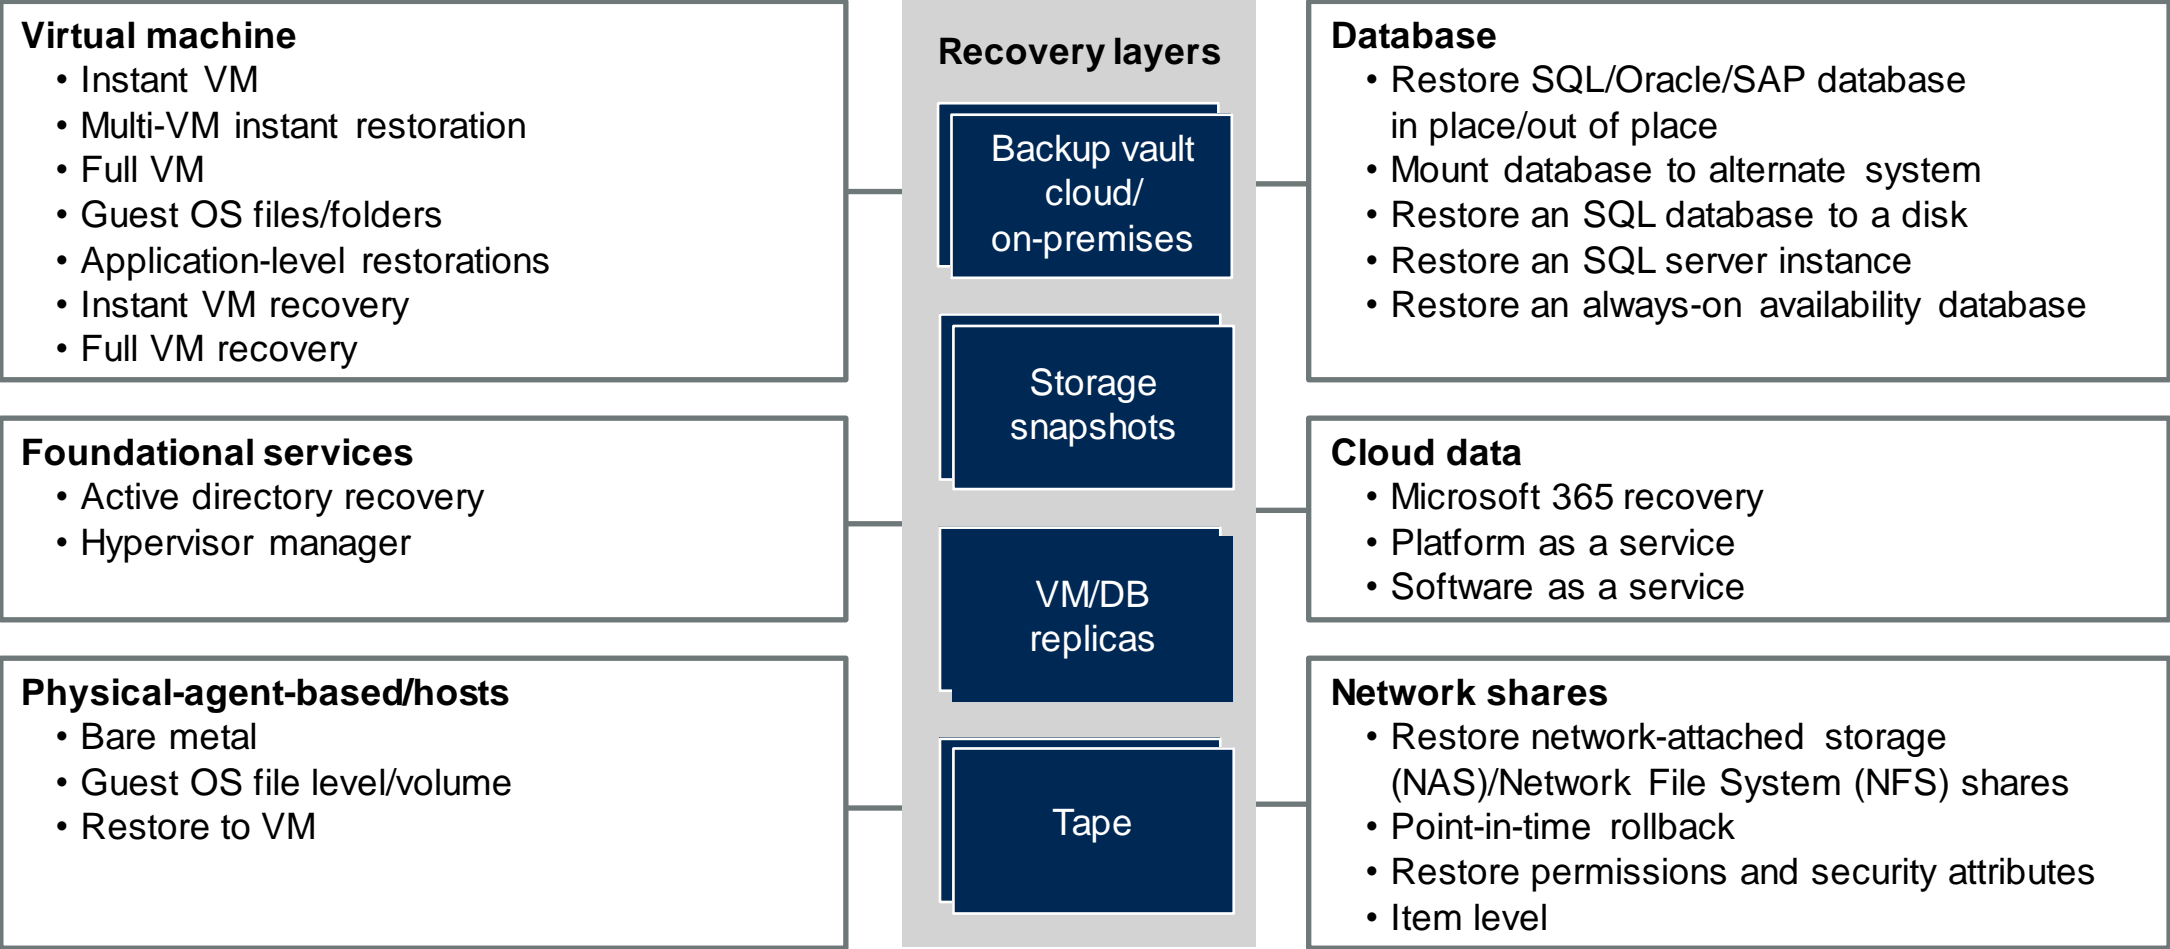 Virtual machine
• Instant VM
• Multi-VM instant restoration
• Full VM
• Guest OS files/folders
• Application-level restorations
• Instant VM recovery
• Full VM recovery
Foundational services
• Active directory recovery
• Hypervisor manager
Physical-agent-based/hosts
• Bare metal
• Guest OS file level/volume
• Restore to VM
Recovery layers
Backup vault
cloud/
on-premises
Storage
snapshots
VM/DB
replicas
Tape
Database
• Restore SQL/Oracle/SAP database
in place/out of place
• Mount database to alternate system
• Restore an SQL database to a disk
• Restore an SQL server instance
• Restore an always-on availability database
Cloud data
• Microsoft 365 recovery
• Platform as a service
• Software as a service
Network shares
• Restore network-attached storage
(NAS)/Network File System (NFS) shares
• Point-in-time rollback
• Restore permissions and security attributes
• Item level